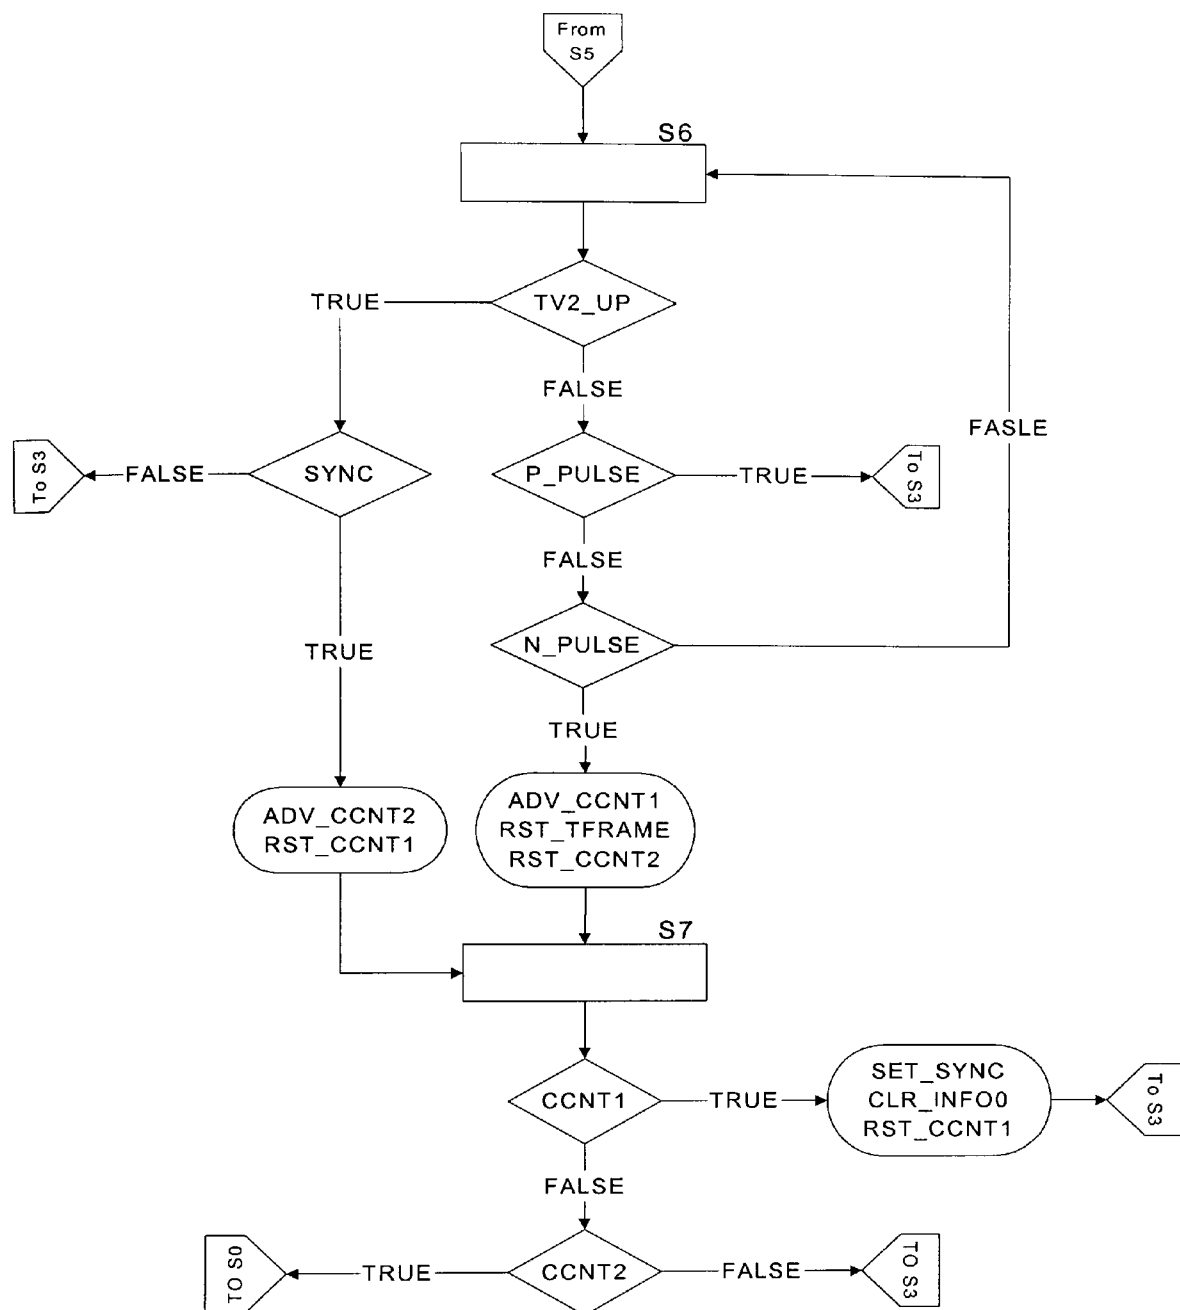 From
S5
S6
TV2_UP
TRUE
FALSE
FASLE
To S3
FALSE
SYNC
P_PULSE
TRUE
To S3
FALSE
TRUE
N_PULSE
TRUE
ADV_CCNT2
RST_CCNT1
ADV_CCNT1
RST_TFRAME
RST_CCNT2
S7
CCNT1
TRUE
SET_SYNC
CLR_INFO0
RST_CCNT1
To S3
FALSE
TO S0
TRUE
CCNT2
FALSE
TO S3